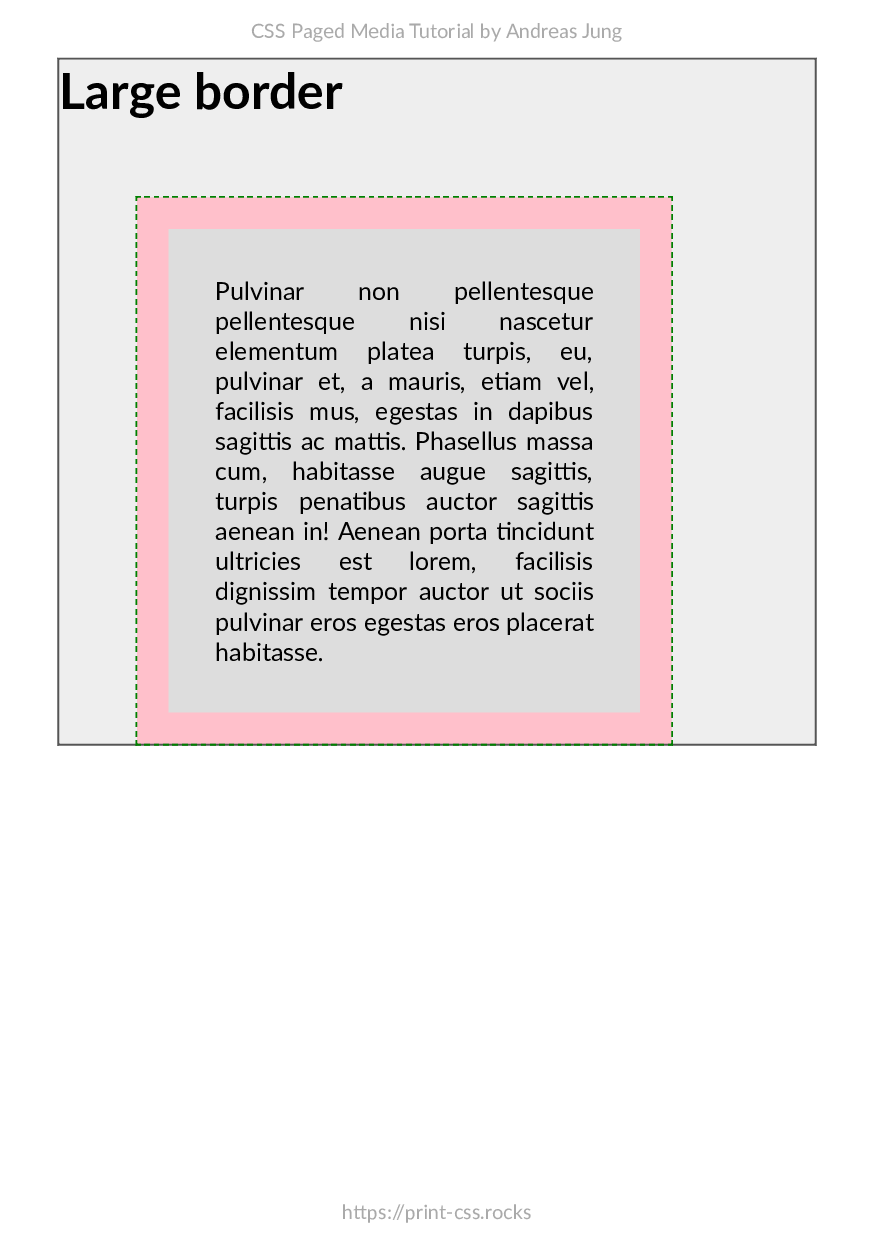 CSS Paged Media Tutorial by Andreas Jung
Large border
Pulvinar non pellentesque
pellentesque nisi nascetur
elementum platea turpis, eu,
pulvinar et, a mauris, etiam vel,
facilisis mus, egestas in dapibus
sagittis ac mattis. Phasellus massa
cum, habitasse augue sagittis,
turpis penatibus auctor sagittis
aenean in! Aenean porta tincidunt
ultricies est lorem, facilisis
dignissim tempor auctor ut sociis
pulvinar eros egestas eros placerat
habitasse.
https://print-css.rocks